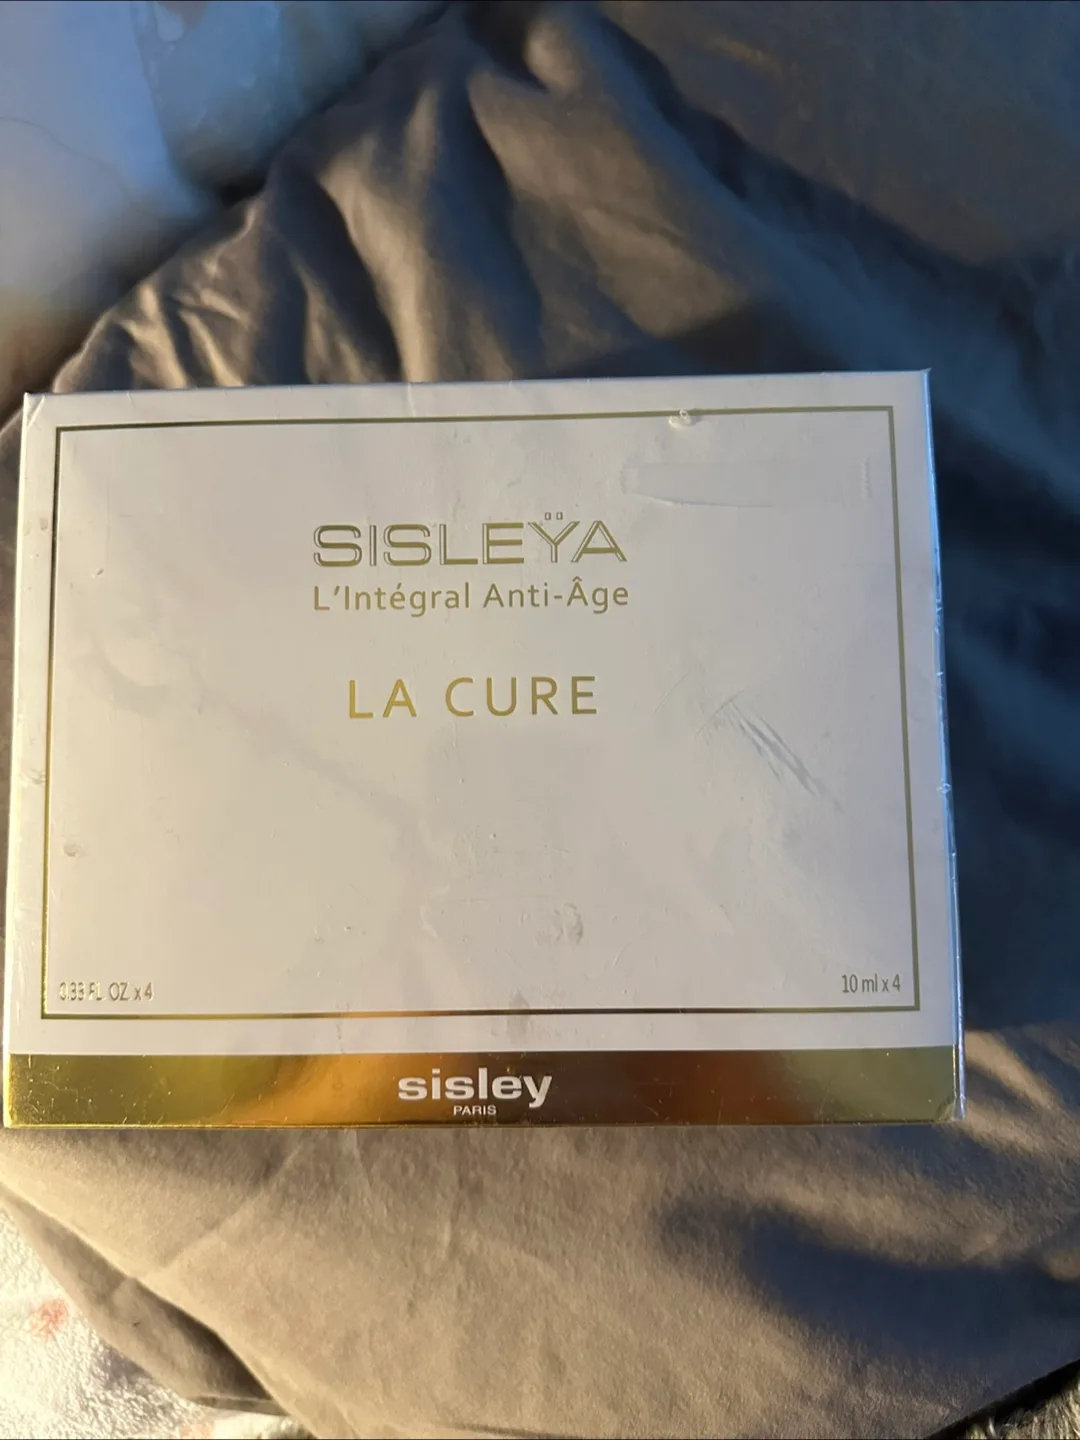 SISLEŸA
L'Intégral Anti-Âge
LA CURE
0.33 FL OZ x 4
10 ml x 4
sisley
PARIS